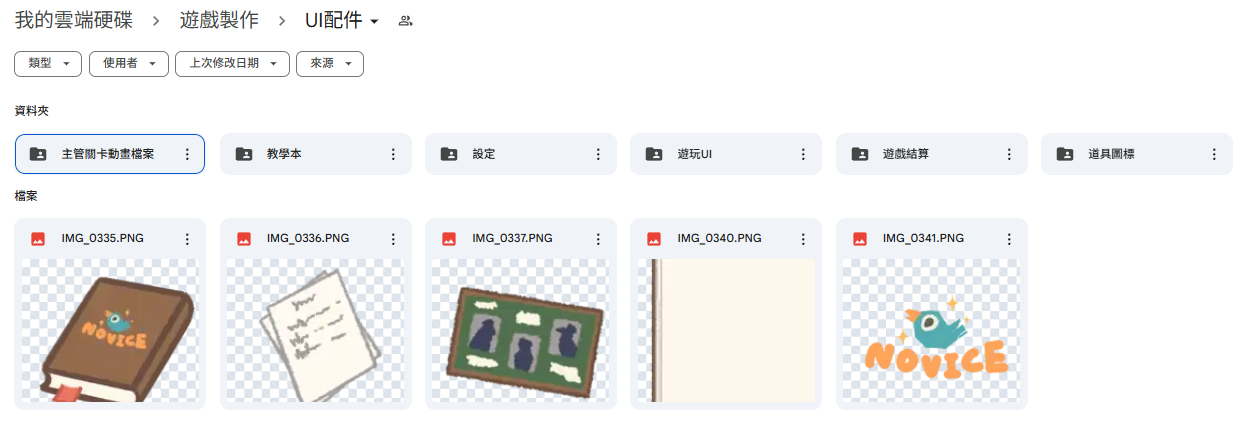 我的雲端硬碟 > 遊戲製作 > UI配件
類型 使用者 上次修改日期 來源
資料夾
主管關卡動畫檔案 教學本 設定 遊玩UI 遊戲結算 道具圖標
檔案
IMG_0335.PNG IMG_0336.PNG IMG_0337.PNG IMG_0340.PNG IMG_0341.PNG
NOVICE
NOVICE